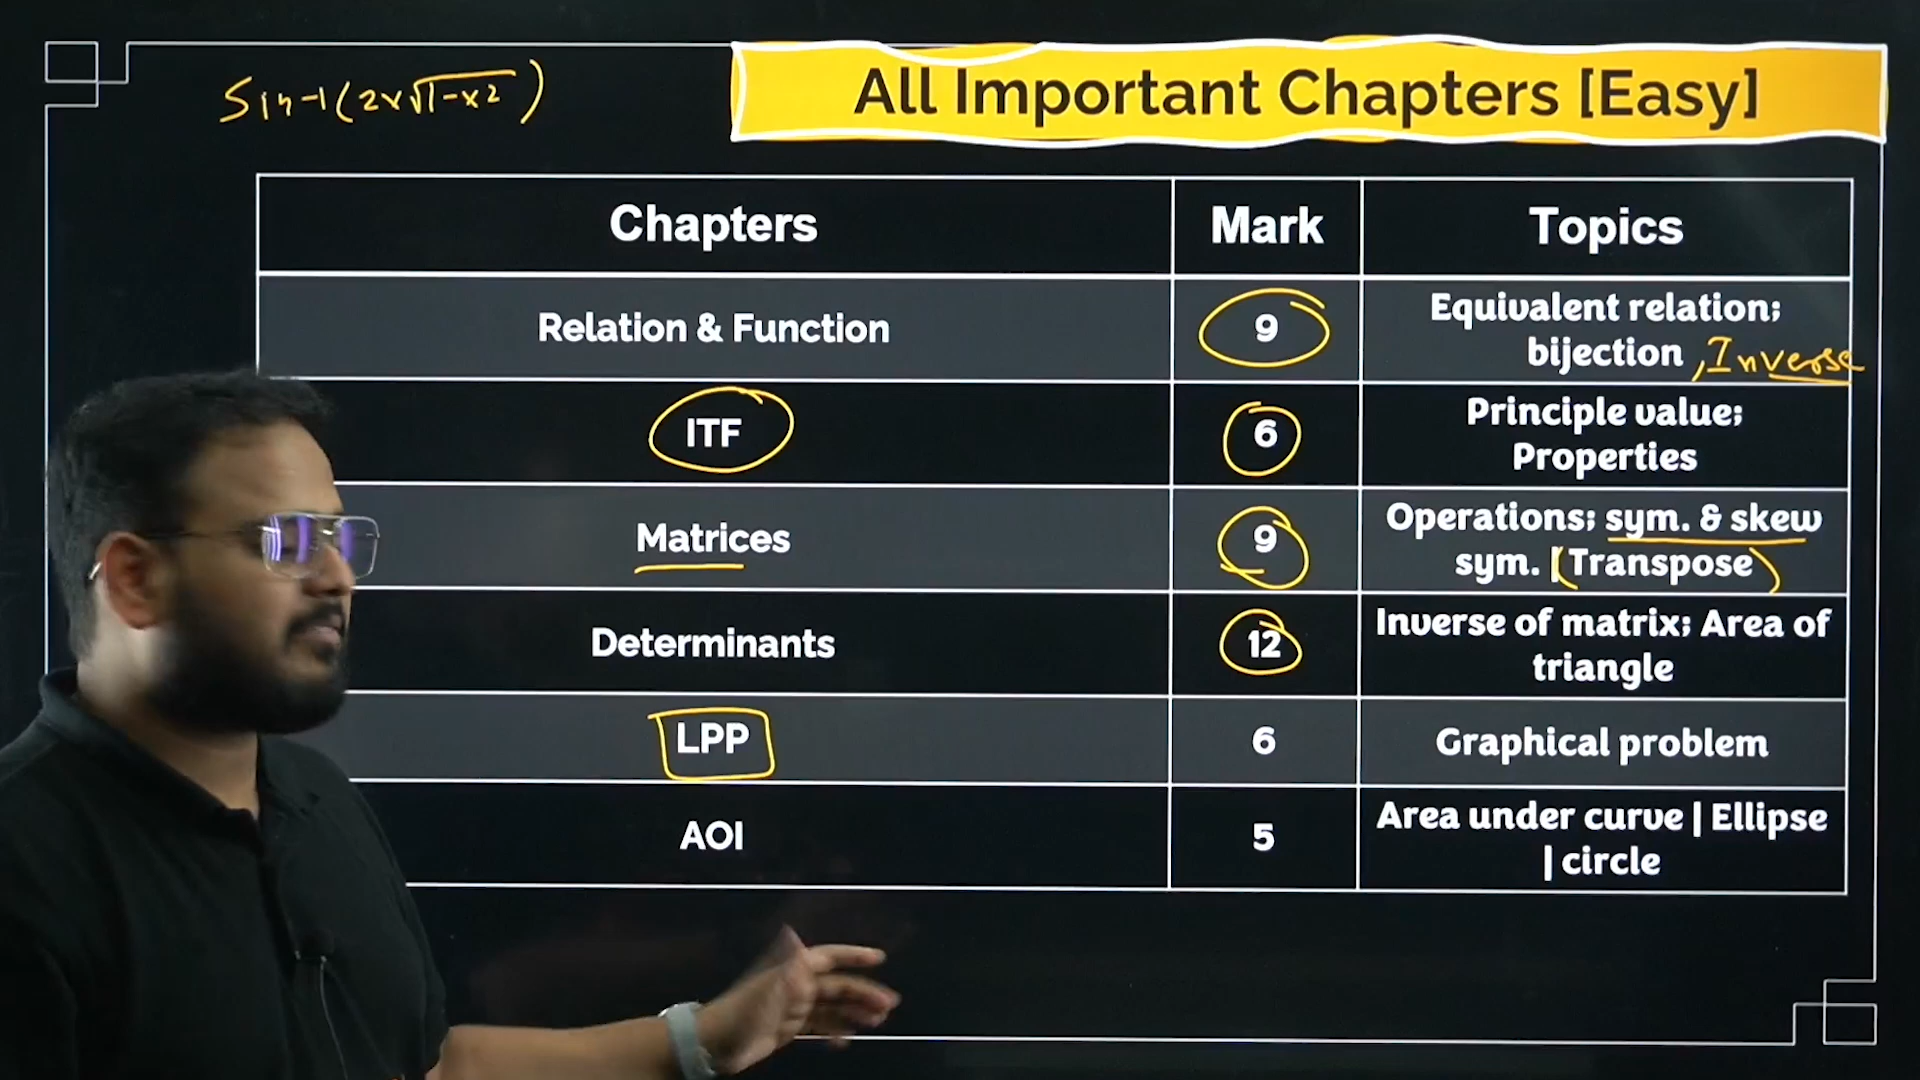 Sin-1(2x√1-x2)
All Important Chapters [Easy]
Chapters
Mark
Topics
Relation & Function
9
Equivalent relation;
bijection ,Inverse
ITF
6
Principle value;
Properties
Matrices
9
Operations; sym. & skew
sym. |(Transpose)
Determinants
12
Inverse of matrix; Area of
triangle
LPP
6
Graphical problem
AOI
5
Area under curve | Ellipse
| circle